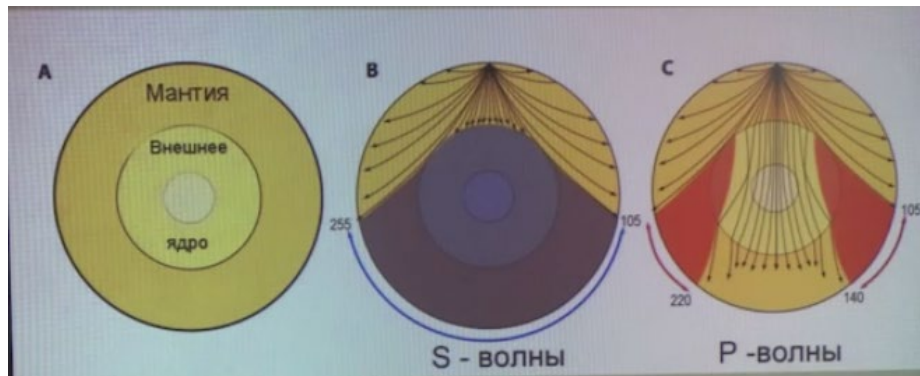 A
Мантия
Внешнее
ядро
B
255
105
S - волны
C
105
220
140
P -волны